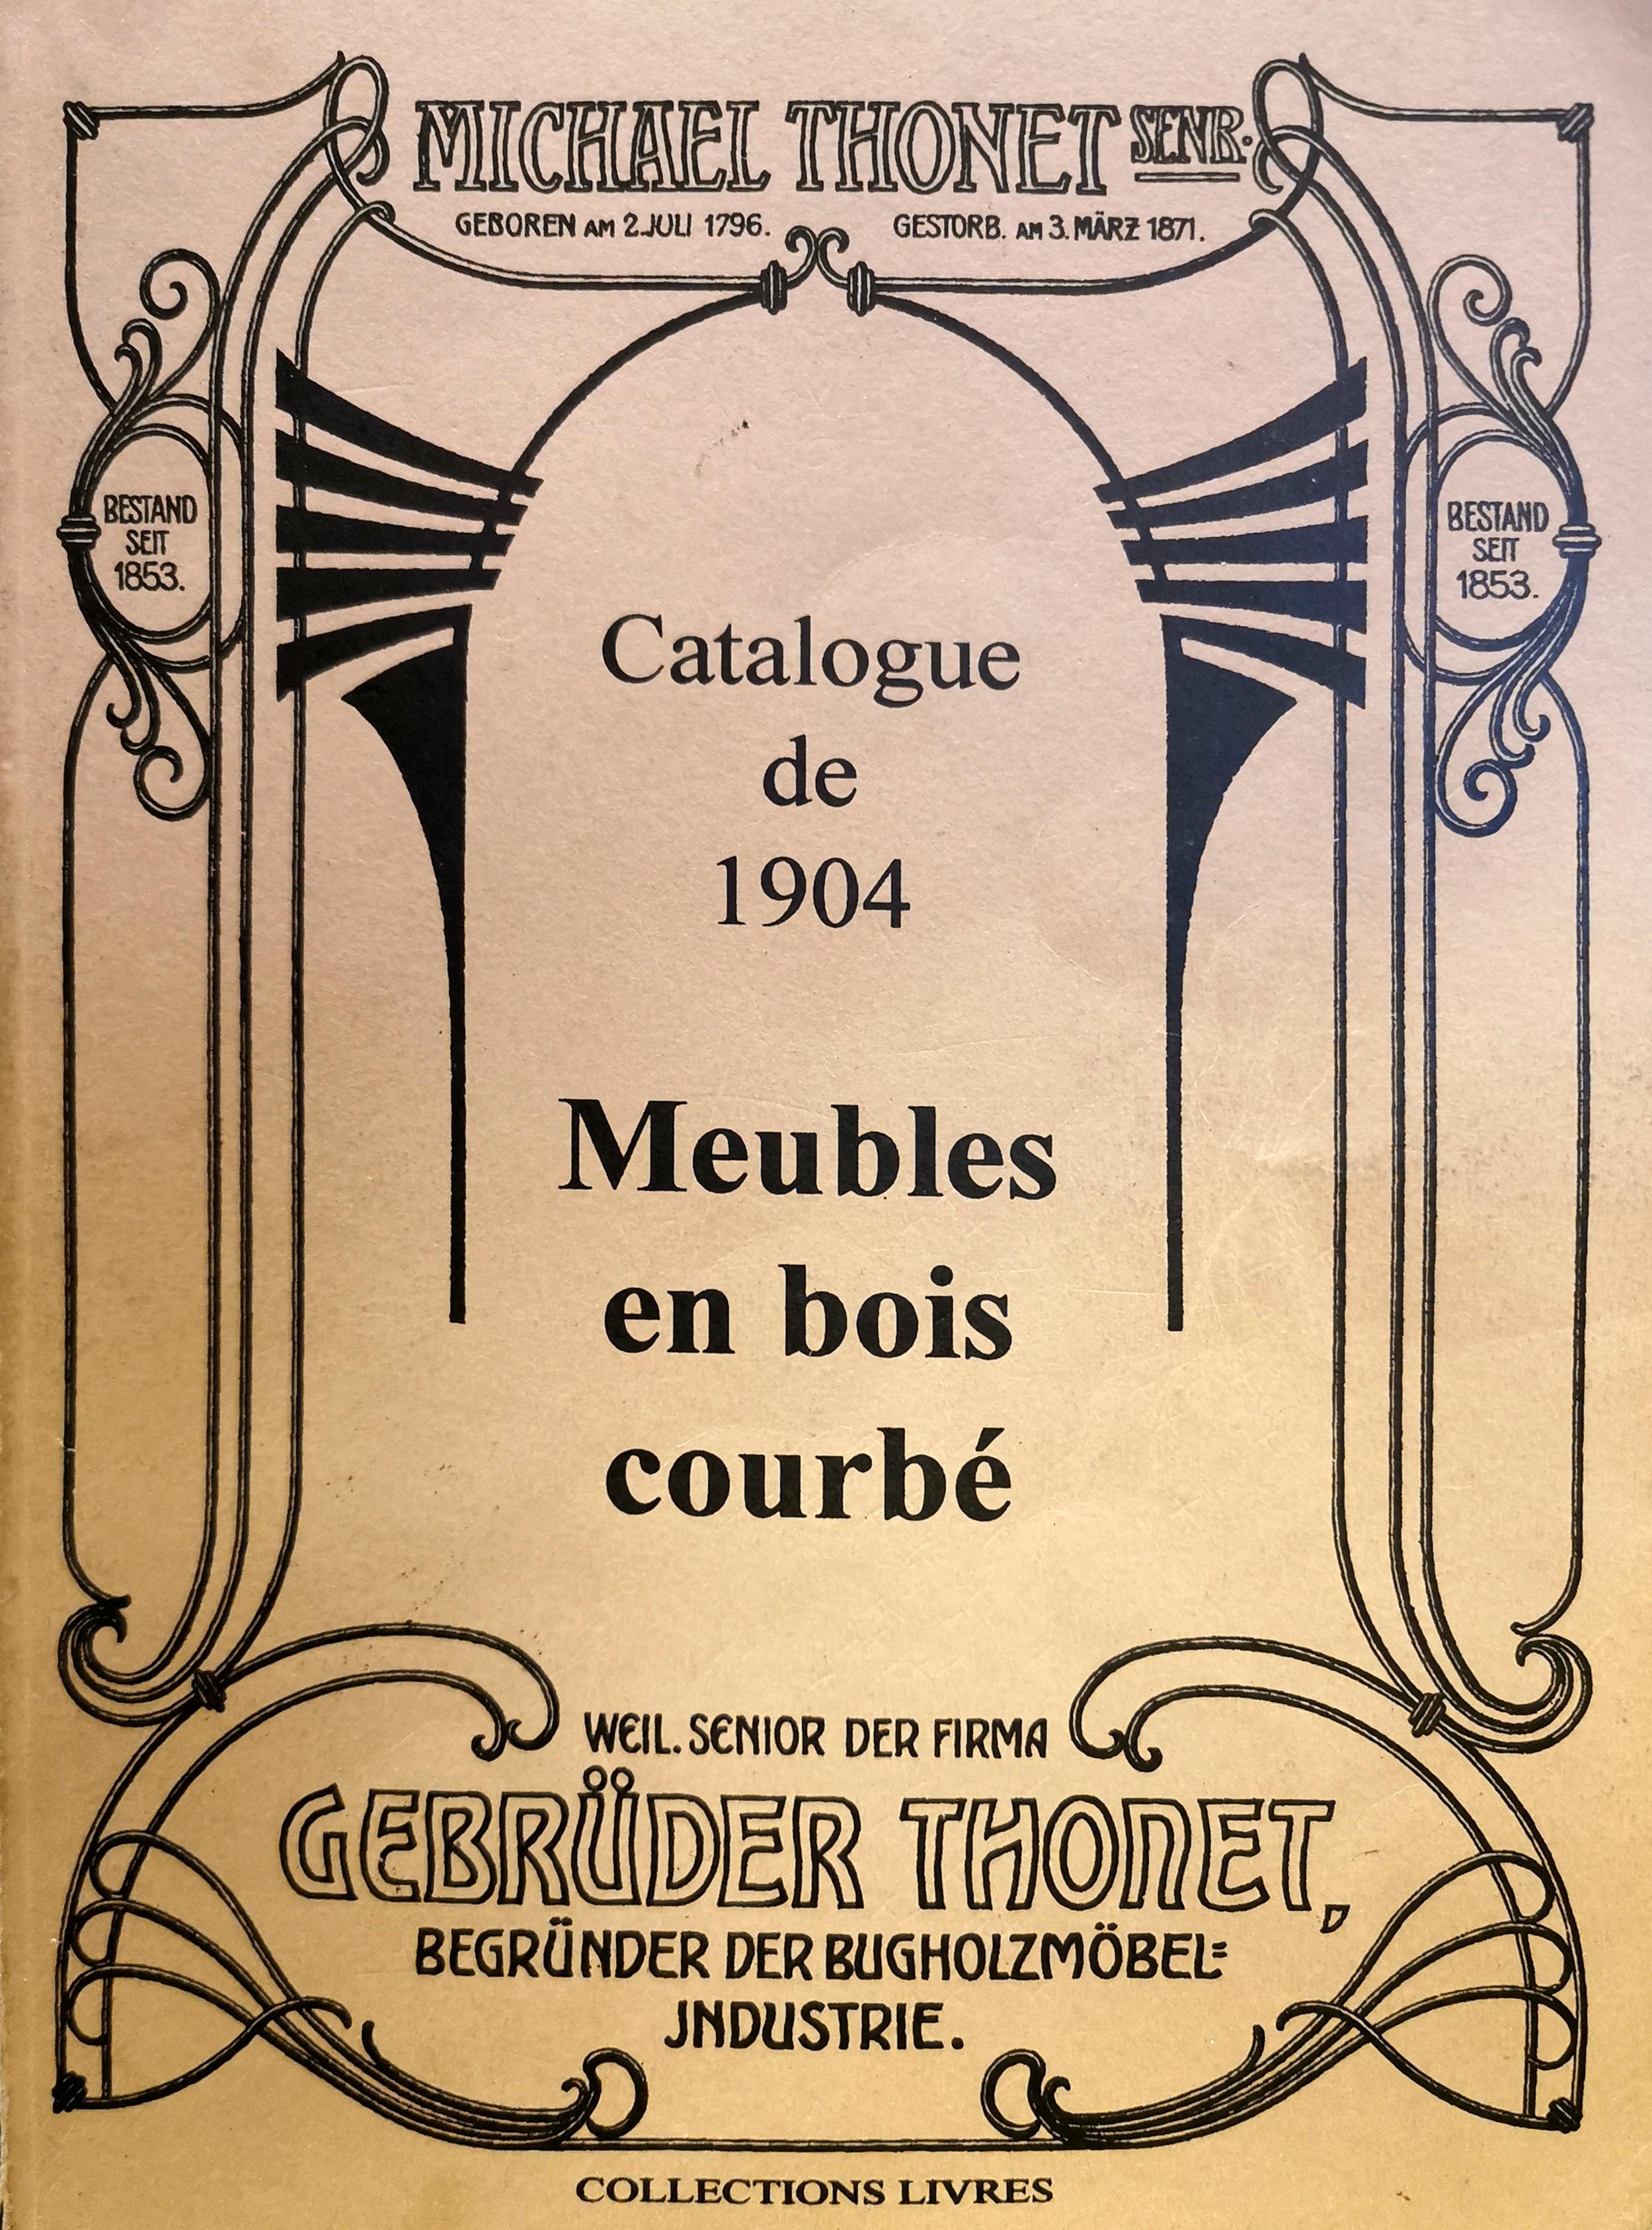 MICHAEL THONET SENR.
GEBOREN AM 2. JULI 1796. GESTORB. AM 3. MÄRZ 1871.
BESTAND
SEIT
1853.
BESTAND
SEIT
1853.
Catalogue
de
1904
Meubles
en bois
courbé
WEIL. SENIOR DER FIRMA
GEBRÜDER THONET,
BEGRÜNDER DER BUGHOLZMÖBEL=
JNDUSTRIE.
COLLECTIONS LIVRES